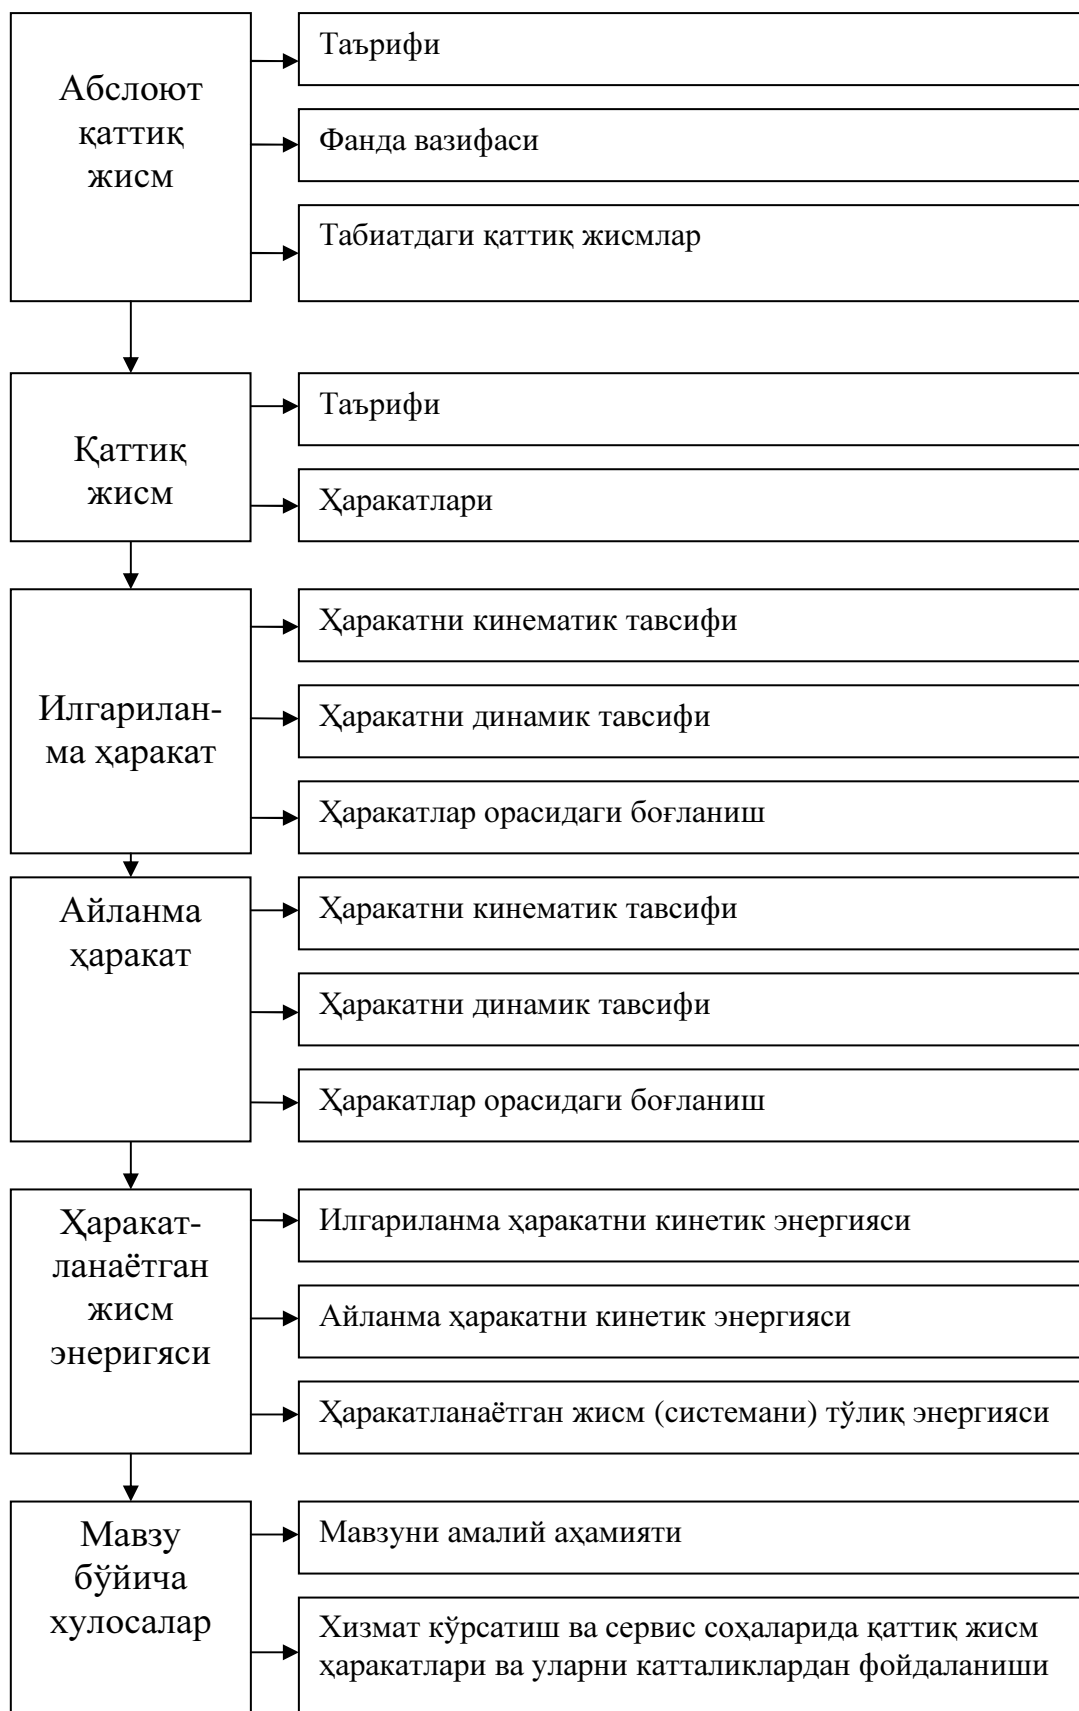 Абслоют
қаттиқ
жисм
Таърифи
Фанда вазифаси
Табиатдаги қаттиқ жисмлар
Қаттиқ
жисм
Таърифи
Ҳаракатлари
Илгарилан-
ма ҳаракат
Ҳаракатни кинематик тавсифи
Ҳаракатни динамик тавсифи
Ҳаракатлар орасидаги боғланиш
Айланма
ҳаракат
Ҳаракатни кинематик тавсифи
Ҳаракатни динамик тавсифи
Ҳаракатлар орасидаги боғланиш
Ҳаракат-
ланаётган
жисм
энеригяси
Илгариланма ҳаракатни кинетик энергияси
Айланма ҳаракатни кинетик энергияси
Ҳаракатланаётган жисм (системани) тўлиқ энергияси
Мавзу
бўйича
хулосалар
Мавзуни амалий аҳамияти
Хизмат кўрсатиш ва сервис соҳаларида қаттиқ жисм
ҳаракатлари ва уларни катталиклардан фойдаланиши